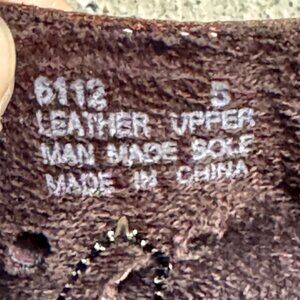 6112 5
LEATHER UPPER
MAN MADE SOLE
MADE IN CHINA